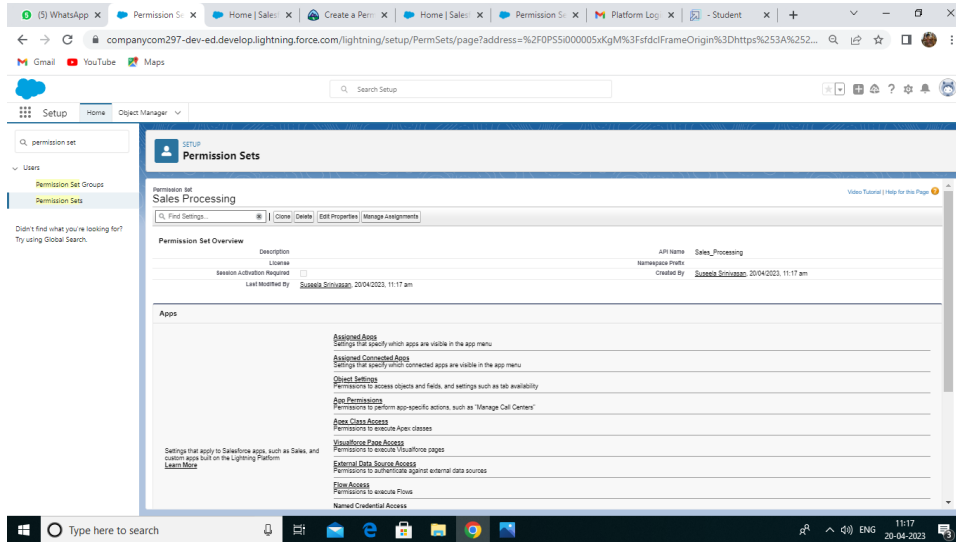 (5) WhatsApp
Permission Se
Home | Sales
Create a Perm
Home | Sales
Permission Se
Platform Log
- Student
companycom297-dev-ed.develop.lightning.force.com/lightning/setup/PermSets/page?address=%2F0PS5i000005xKgM%3FsfdcIFrameOrigin%3Dhttps%253A%252...
Gmail YouTube Maps
Search Setup
Setup Home Object Manager
permission set
Users
Permission Set Groups
Permission Sets
Didn't find what you're looking for?
Try using Global Search.
SETUP
Permission Sets
Permission Set
Sales Processing
Video Tutorial | Help for this Page
Find Settings... | Clone Delete Edit Properties Manage Assignments
Permission Set Overview
Description API Name Sales_Processing
License Namespace Prefix
Session Activation Required Created By Suseela Srinivasan, 20/04/2023, 11:17 am
Last Modified By Suseela Srinivasan, 20/04/2023, 11:17 am
Apps
Settings that apply to Salesforce apps, such as Sales, and
custom apps built on the Lightning Platform
Learn More
Assigned Apps
Settings that specify which apps are visible in the app menu
Assigned Connected Apps
Settings that specify which connected apps are visible in the app menu
Object Settings
Permissions to access objects and fields, and settings such as tab availability
App Permissions
Permissions to perform app-specific actions, such as "Manage Call Centers"
Apex Class Access
Permissions to execute Apex classes
Visualforce Page Access
Permissions to execute Visualforce pages
External Data Source Access
Permissions to authenticate against external data sources
Flow Access
Permissions to execute Flows
Named Credential Access
Type here to search
ENG
11:17
20-04-2023
3